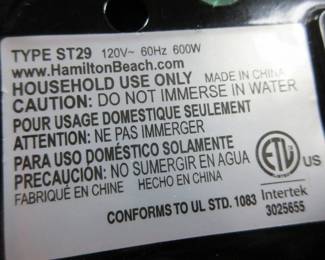 TYPE ST29 120V~ 60Hz 600W
www.HamiltonBeach.com
HOUSEHOLD USE ONLY MADE IN CHINA
CAUTION: DO NOT IMMERSE IN WATER
POUR USAGE DOMESTIQUE SEULEMENT
ATTENTION: NE PAS IMMERGER
PARA USO DOMÉSTICO SOLAMENTE
PRECAUCIÓN: NO SUMERGIR EN AGUA
FABRIQUÉ EN CHINE HECHO EN CHINA
ETL US
LISTED
Intertek
3025655
CONFORMS TO UL STD. 1083